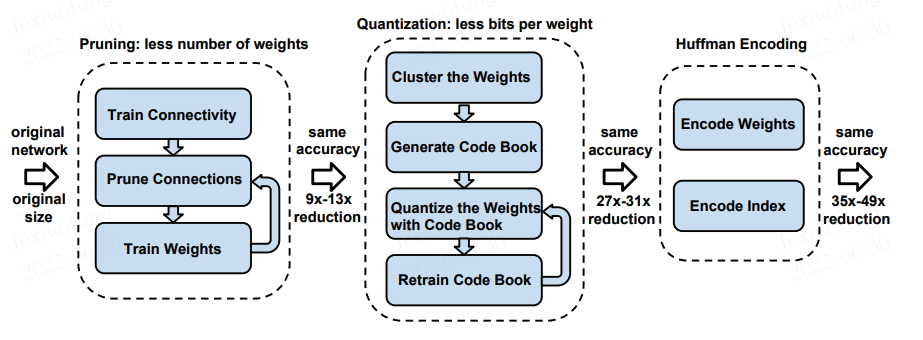 luxiaotong
2022-06-30
Pruning: less number of weights
Quantization: less bits per weight
Huffman Encoding
original
network
original
size
Train Connectivity
Prune Connections
Train Weights
same
accuracy
9x-13x
reduction
Cluster the Weights
Generate Code Book
Quantize the Weights
with Code Book
Retrain Code Book
same
accuracy
27x-31x
reduction
Encode Weights
Encode Index
same
accuracy
35x-49x
reduction